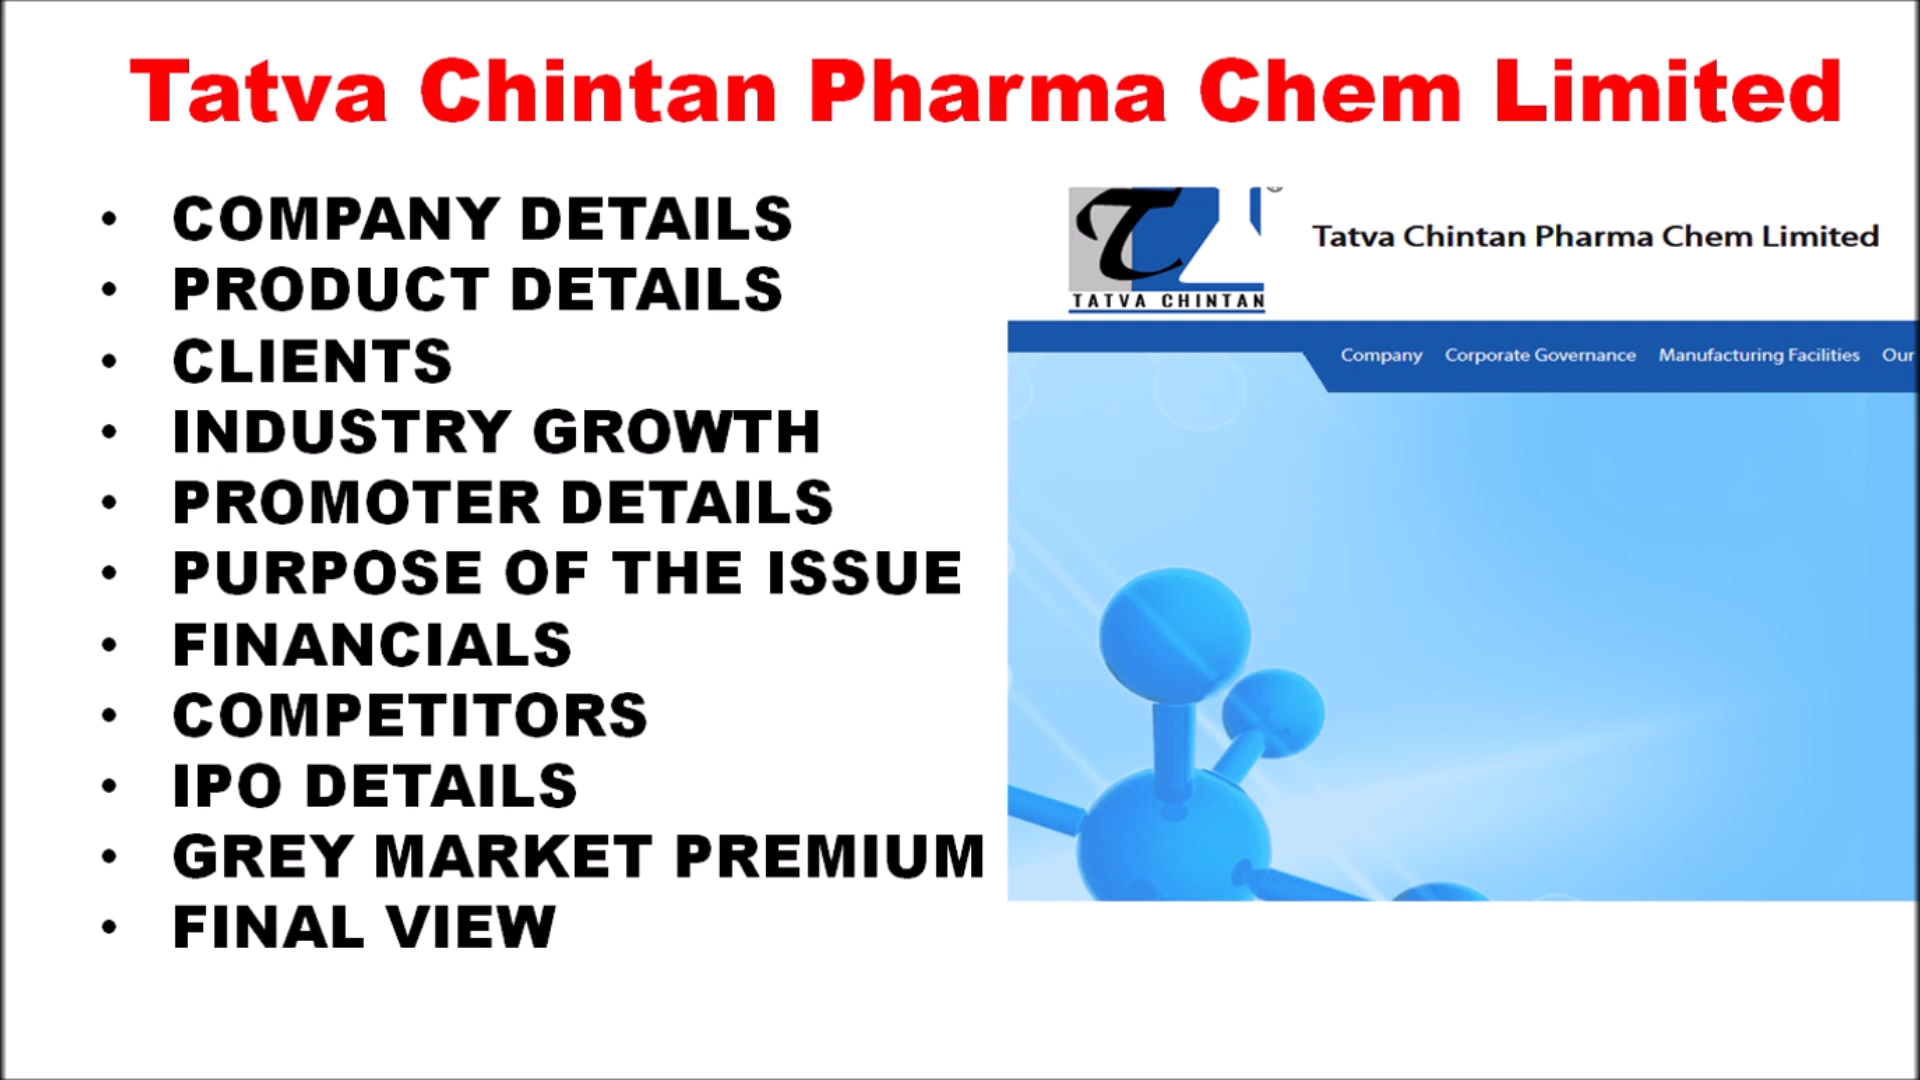 Tatva Chintan Pharma Chem Limited
• COMPANY DETAILS
• PRODUCT DETAILS
• CLIENTS
• INDUSTRY GROWTH
• PROMOTER DETAILS
• PURPOSE OF THE ISSUE
• FINANCIALS
• COMPETITORS
• IPO DETAILS
• GREY MARKET PREMIUM
• FINAL VIEW
TATVA CHINTAN
Tatva Chintan Pharma Chem Limited
Company Corporate Governance Manufacturing Facilities Our